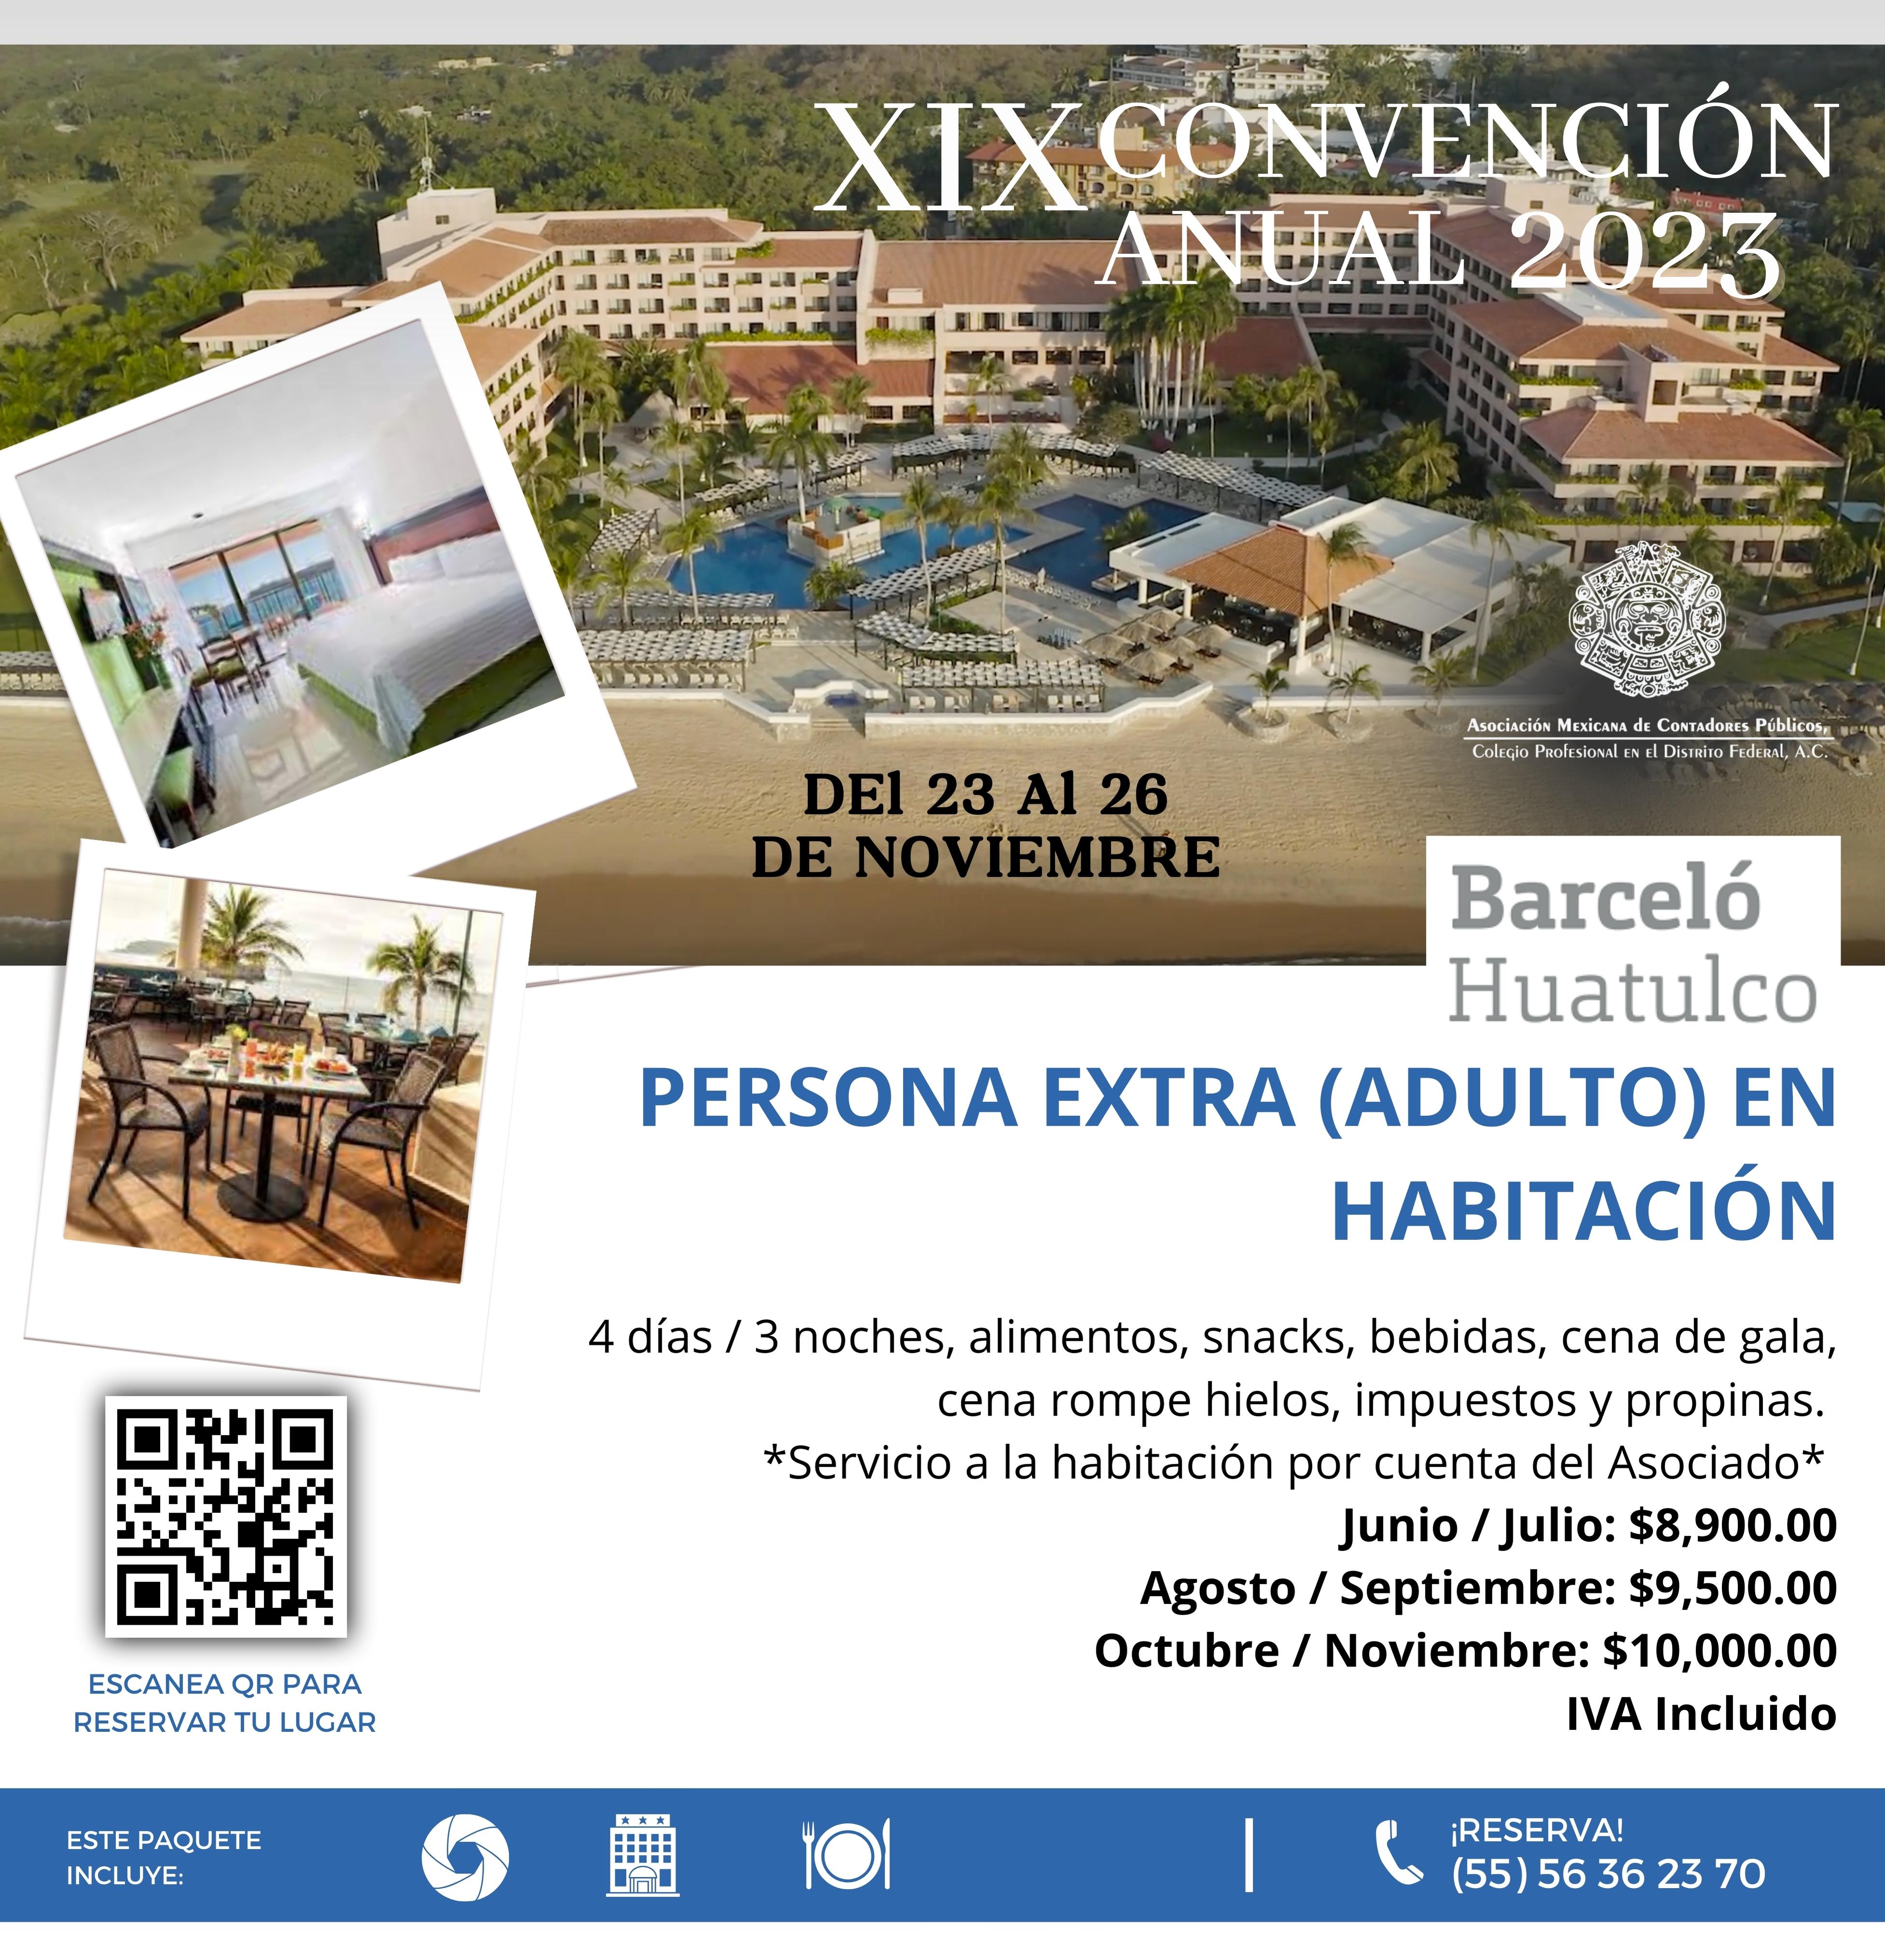 XIX CONVENCIÓN
ANUAL 2023
Asociación Mexicana de Contadores Públicos,
Colegio Profesional en el Distrito Federal, A.C.
DEl 23 Al 26
DE NOVIEMBRE
Barceló
Huatulco
PERSONA EXTRA (ADULTO) EN
HABITACIÓN
4 días / 3 noches, alimentos, snacks, bebidas, cena de gala,
cena rompe hielos, impuestos y propinas.
*Servicio a la habitación por cuenta del Asociado*
Junio / Julio: $8,900.00
Agosto / Septiembre: $9,500.00
Octubre / Noviembre: $10,000.00
IVA Incluido
ESCANEA QR PARA
RESERVAR TU LUGAR
ESTE PAQUETE
INCLUYE:
¡RESERVA!
(55) 56 36 23 70